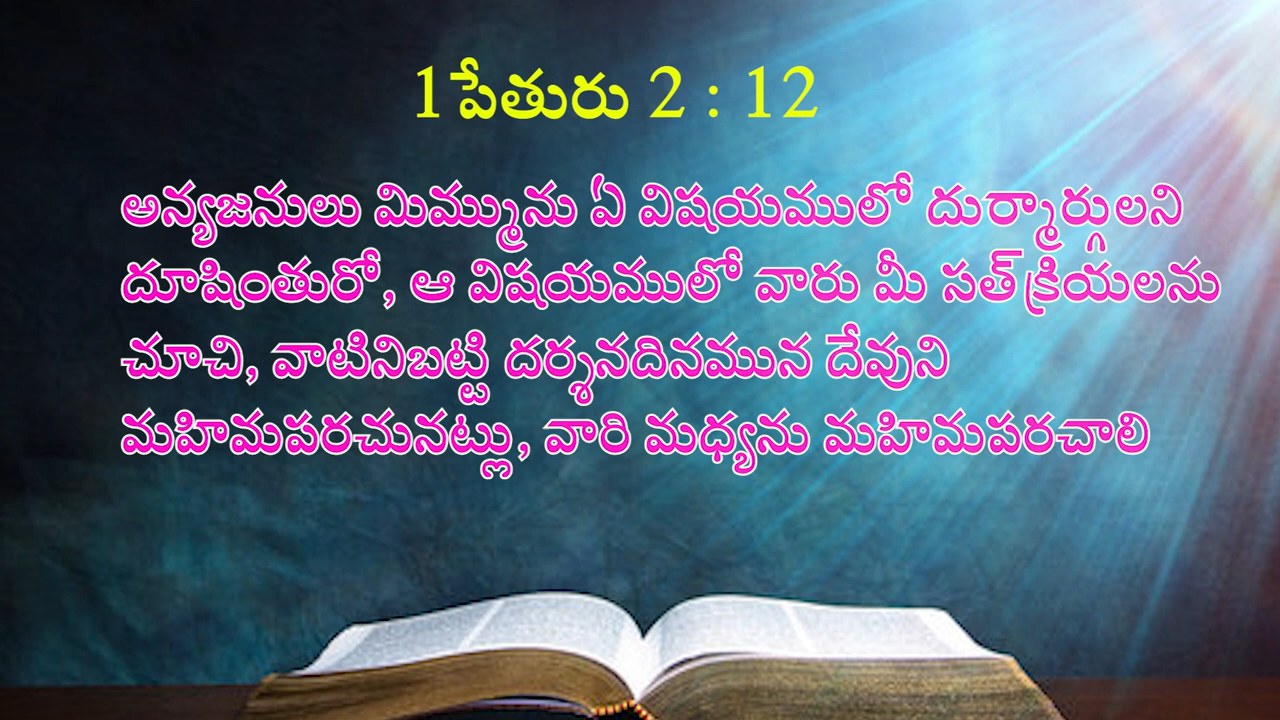 1పేతురు 2 : 12
అన్యజనులు మిమ్మును ఏ విషయములో దుర్మార్గులని
దూషింతురో, ఆ విషయములో వారు మీ సత్‌క్రియలను
చూచి, వాటినిబట్టి దర్శనదినమున దేవుని
మహిమపరచునట్లు, వారి మధ్యను మహిమపరచాలి